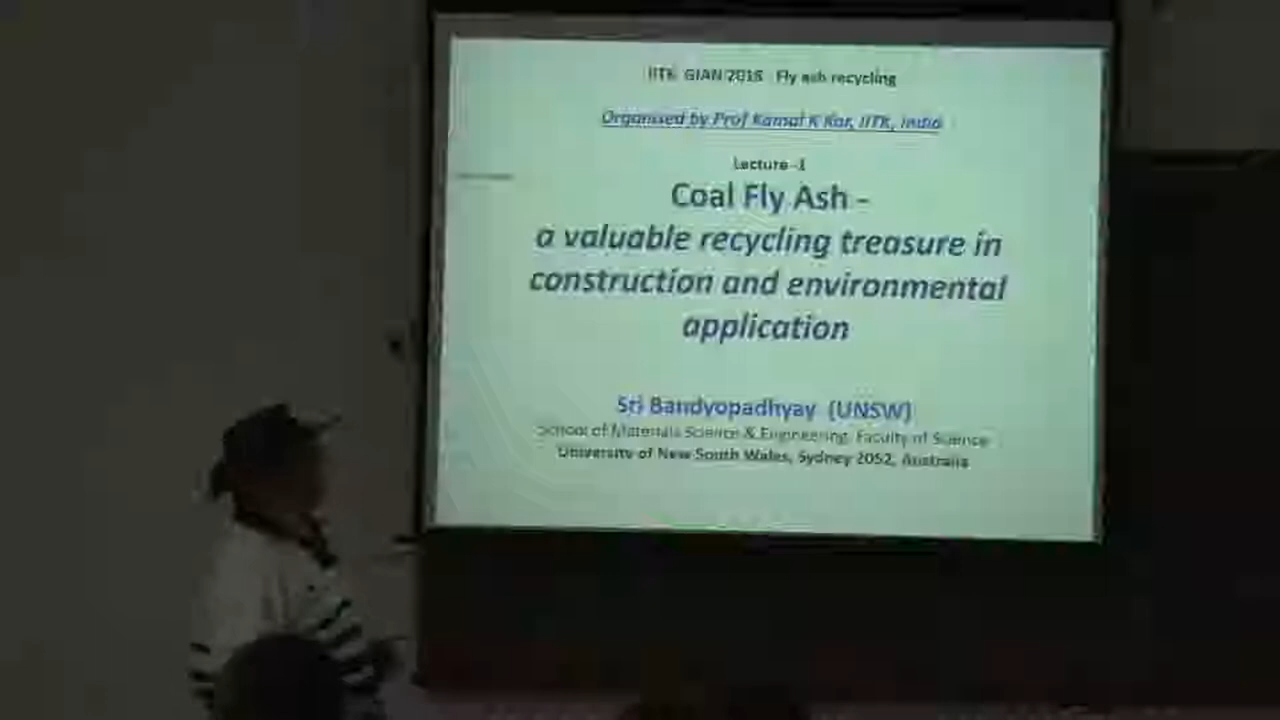 IITK GIAN 2018 Fly ash recycling
Organised by Prof Kamal K Kar, IITK, India
Lecture -1
Coal Fly Ash -
a valuable recycling treasure in
construction and environmental
application
Sri Bandyopadhyay (UNSW)
School of Materials Science & Engineering, Faculty of Science
University of New South Wales, Sydney 2052, Australia